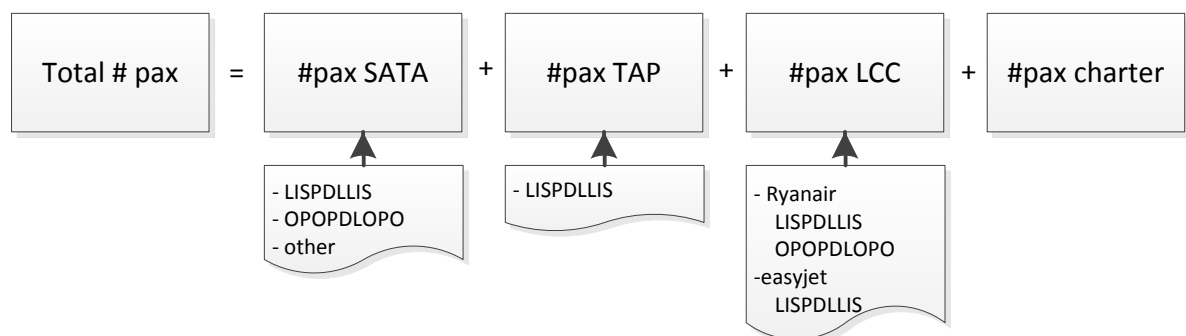 Total # pax = #pax SATA + #pax TAP + #pax LCC + #pax charter
- LISPDLLIS
- OPOPDLOPO
- other
- LISPDLLIS
- Ryanair
LISPDLLIS
OPOPDLOPO
-easyjet
LISPDLLIS